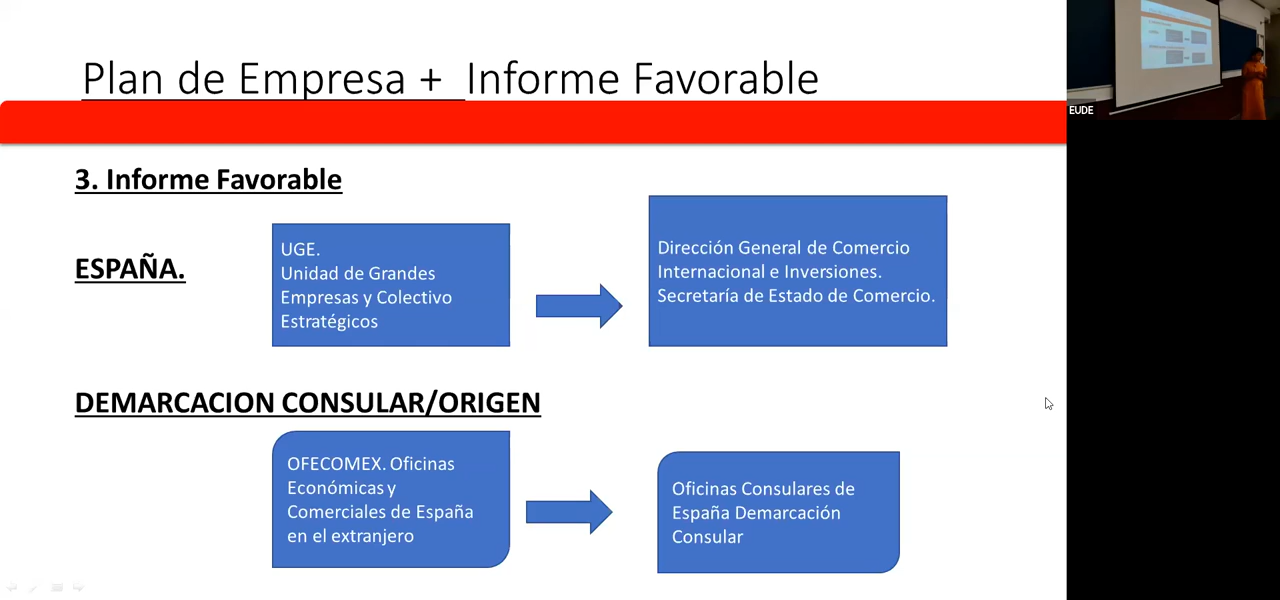 Plan de Empresa + Informe Favorable
EUDE
3. Informe Favorable
ESPAÑA.
UGE.
Unidad de Grandes
Empresas y Colectivo
Estratégicos
Dirección General de Comercio
Internacional e Inversiones.
Secretaría de Estado de Comercio.
DEMARCACION CONSULAR/ORIGEN
OFECOMEX. Oficinas
Económicas y
Comerciales de España
en el extranjero
Oficinas Consulares de
España Demarcación
Consular